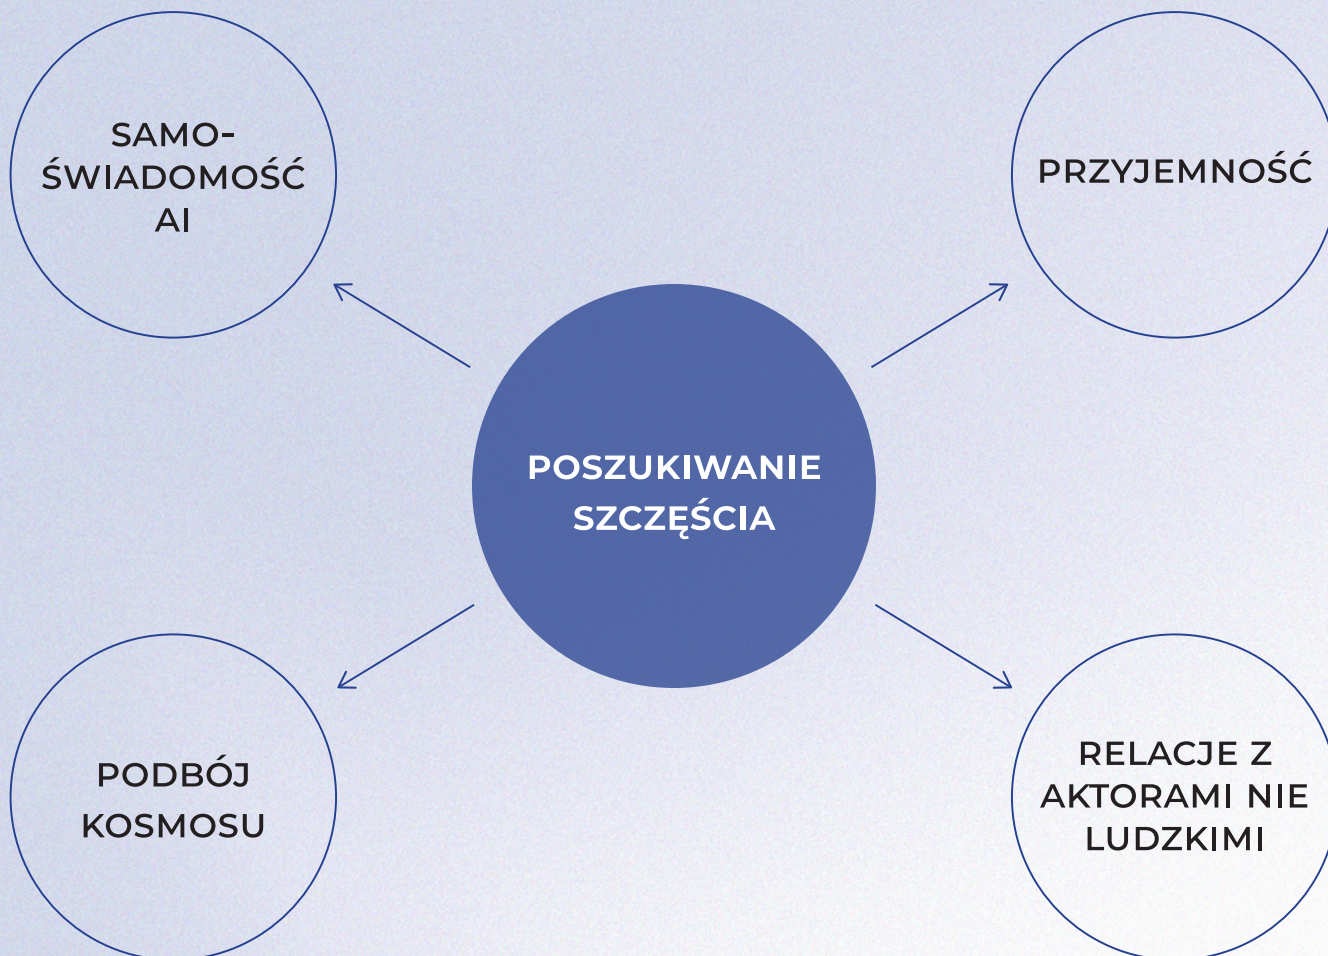 SAMO-
ŚWIADOMOŚĆ
AI
PRZYJEMNOŚĆ
POSZUKIWANIE
SZCZĘŚCIA
PODBÓJ
KOSMOSU
RELACJE Z
AKTORAMI NIE
LUDZKIMI